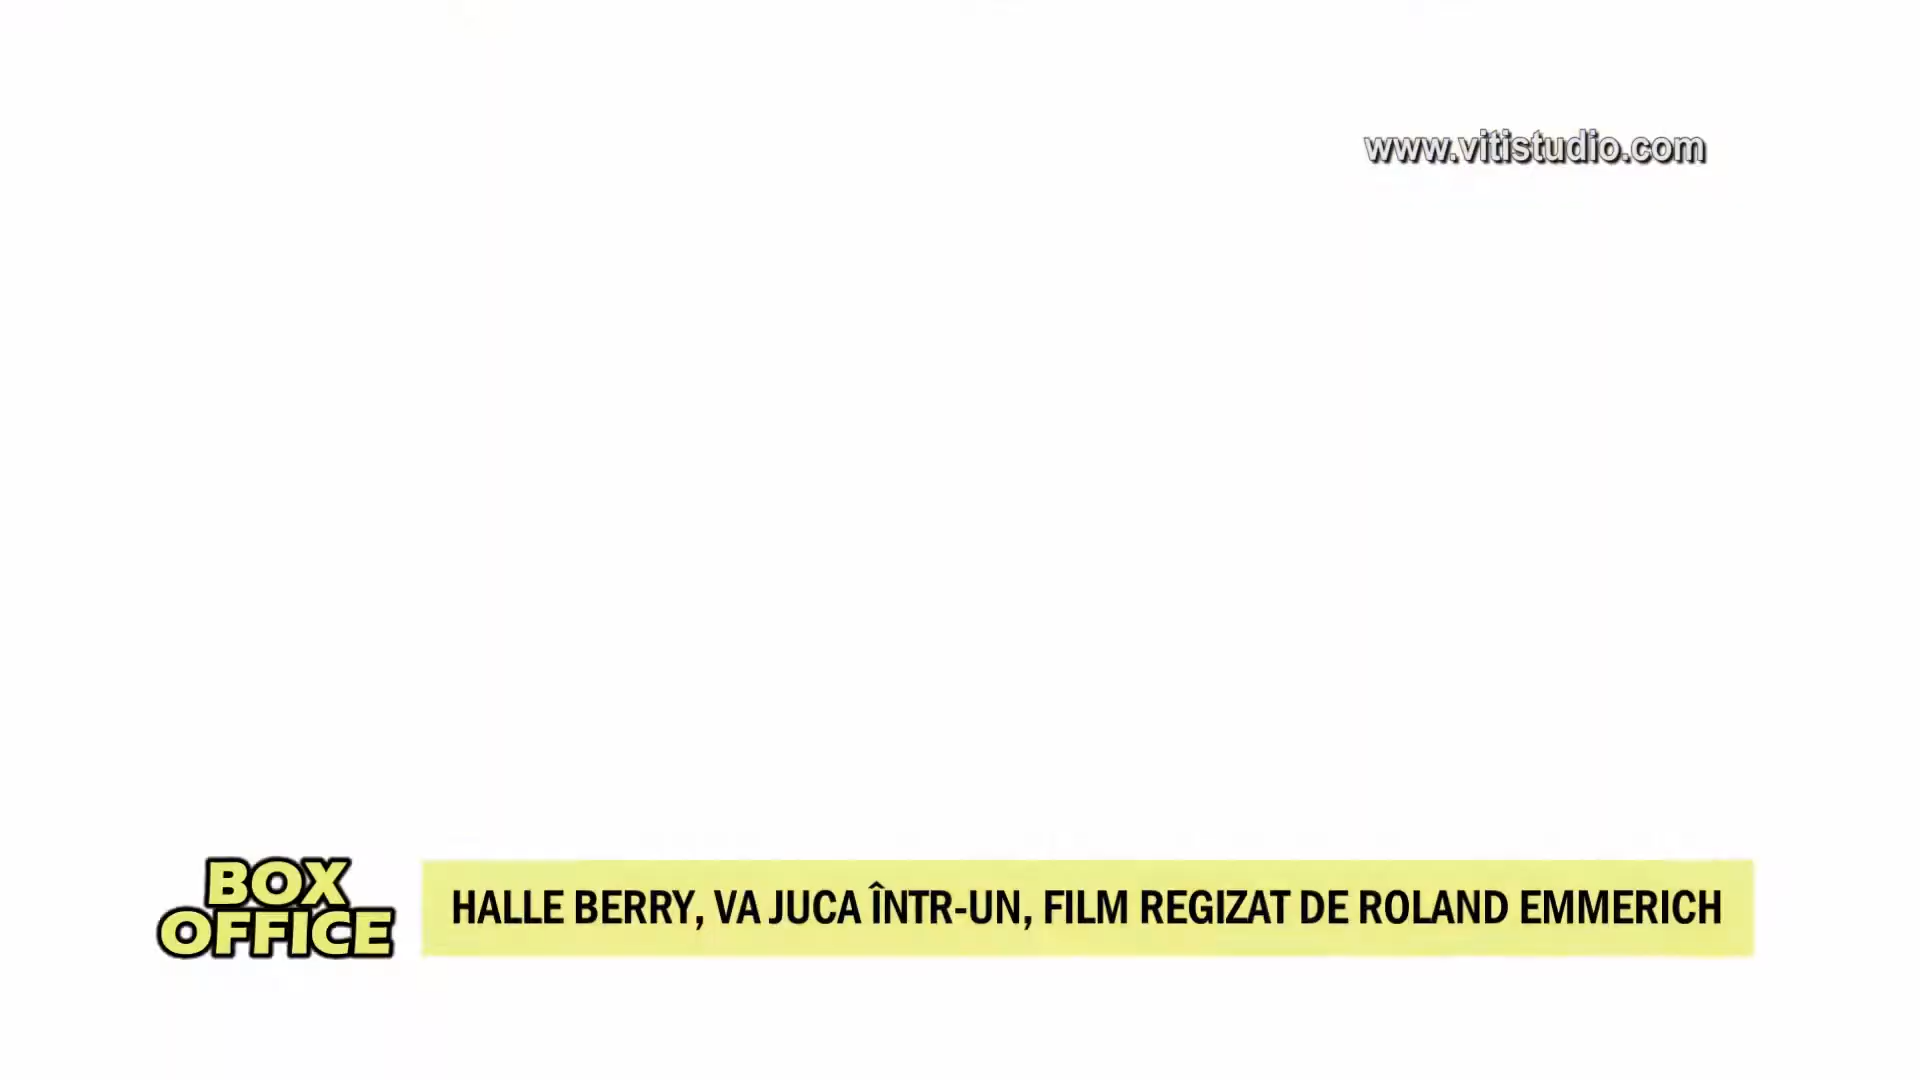 www.vitistudio.com
BOX
OFFICE
HALLE BERRY, VA JUCA ÎNTR-UN, FILM REGIZAT DE ROLAND EMMERICH